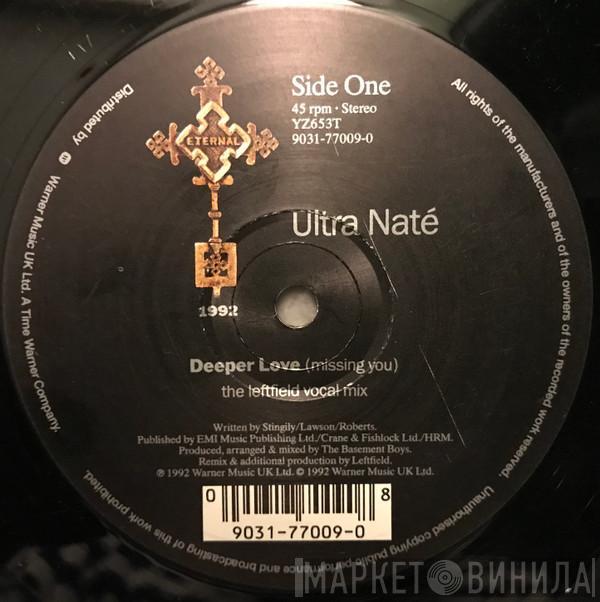 Side One
45 rpm · Stereo
YZ653T
9031-77009-0
ETERNAL
Ultra Naté
1992
Deeper Love (missing you)
the leftfield vocal mix
Written by Stingily/Lawson/Roberts.
Published by EMI Music Publishing Ltd./Crane & Fishlock Ltd./HRM.
Produced, arranged & mixed by The Basement Boys.
Remix & additional production by Leftfield.
℗ 1992 Warner Music UK Ltd. © 1992 Warner Music UK Ltd.
0
8
9031-77009-0
Distributed by Warner Music UK Ltd. A Time Warner Company.
All rights of the manufacturers and of the owners of the recorded work reserved. Unauthorised copying public performance and broadcasting of this work prohibited.
МАРКЕТ ВИНИЛА